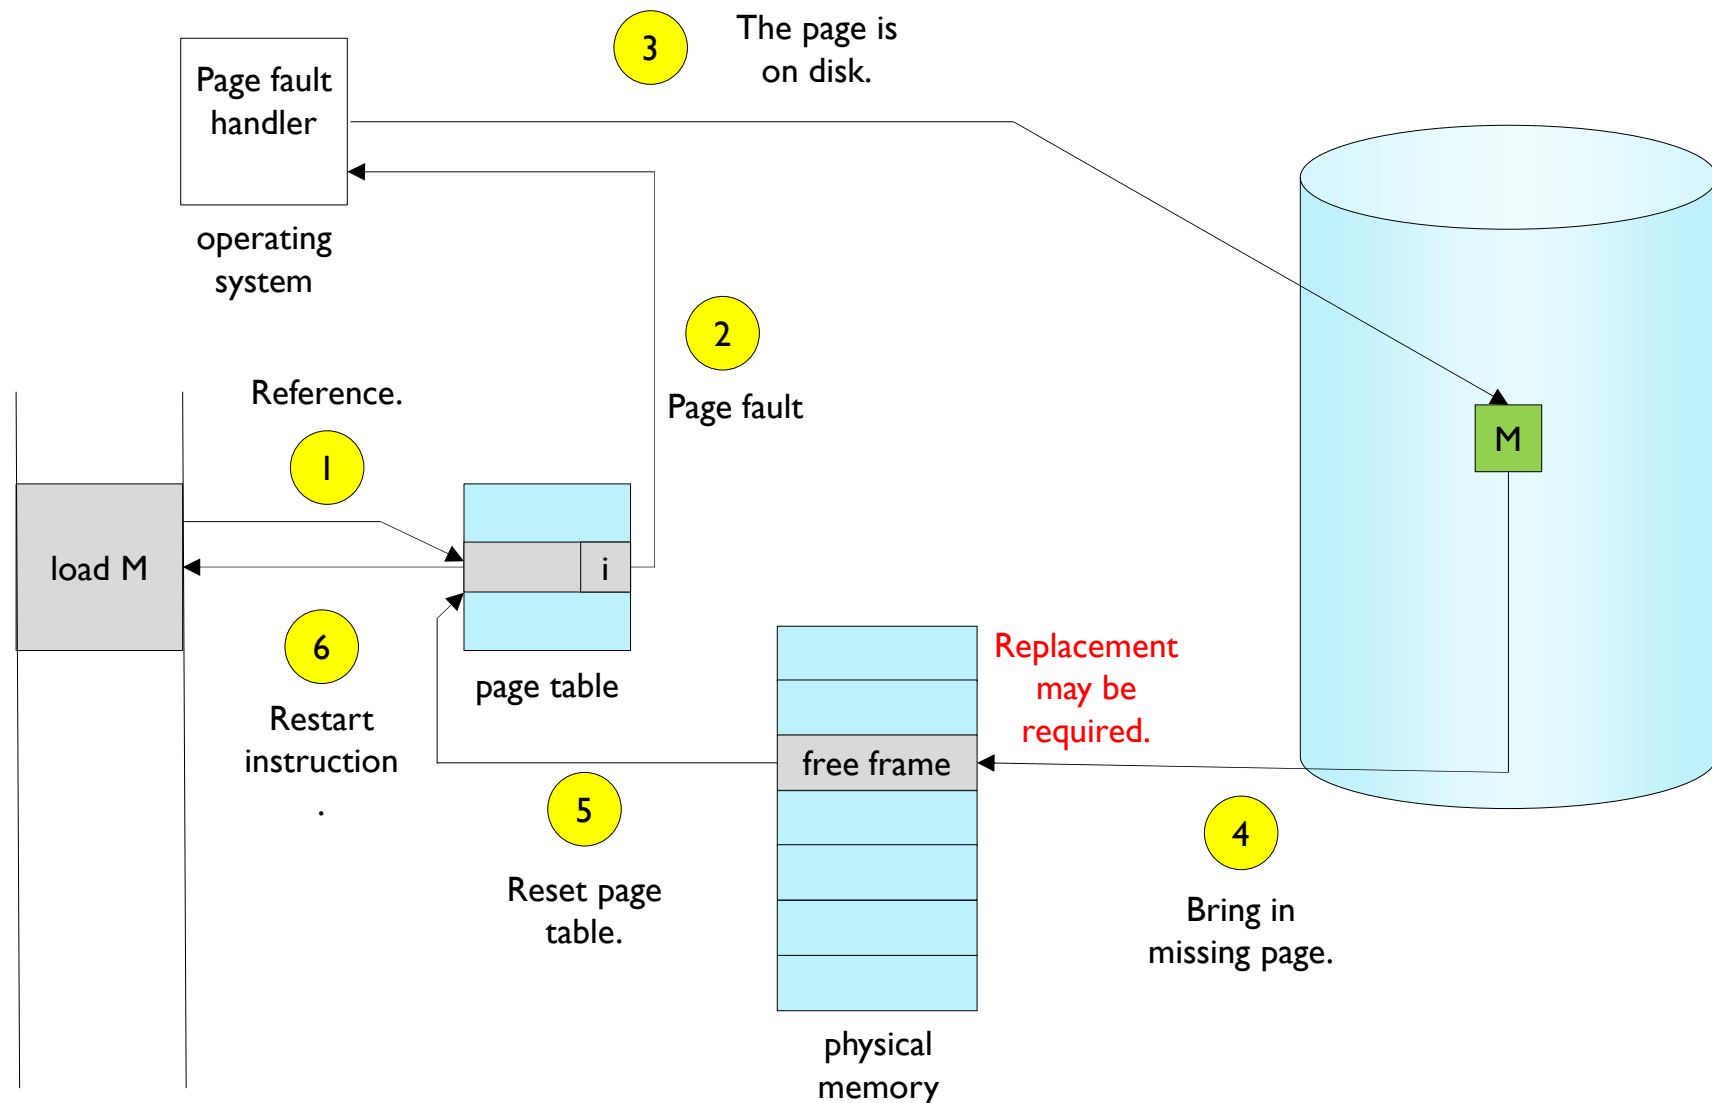 3
The page is
on disk.
Page fault
handler
operating
system
2
Page fault
Reference.
1
load M
i
page table
6
Restart
instruction
.
M
Replacement
may be
required.
free frame
5
Reset page
table.
4
Bring in
missing page.
physical
memory